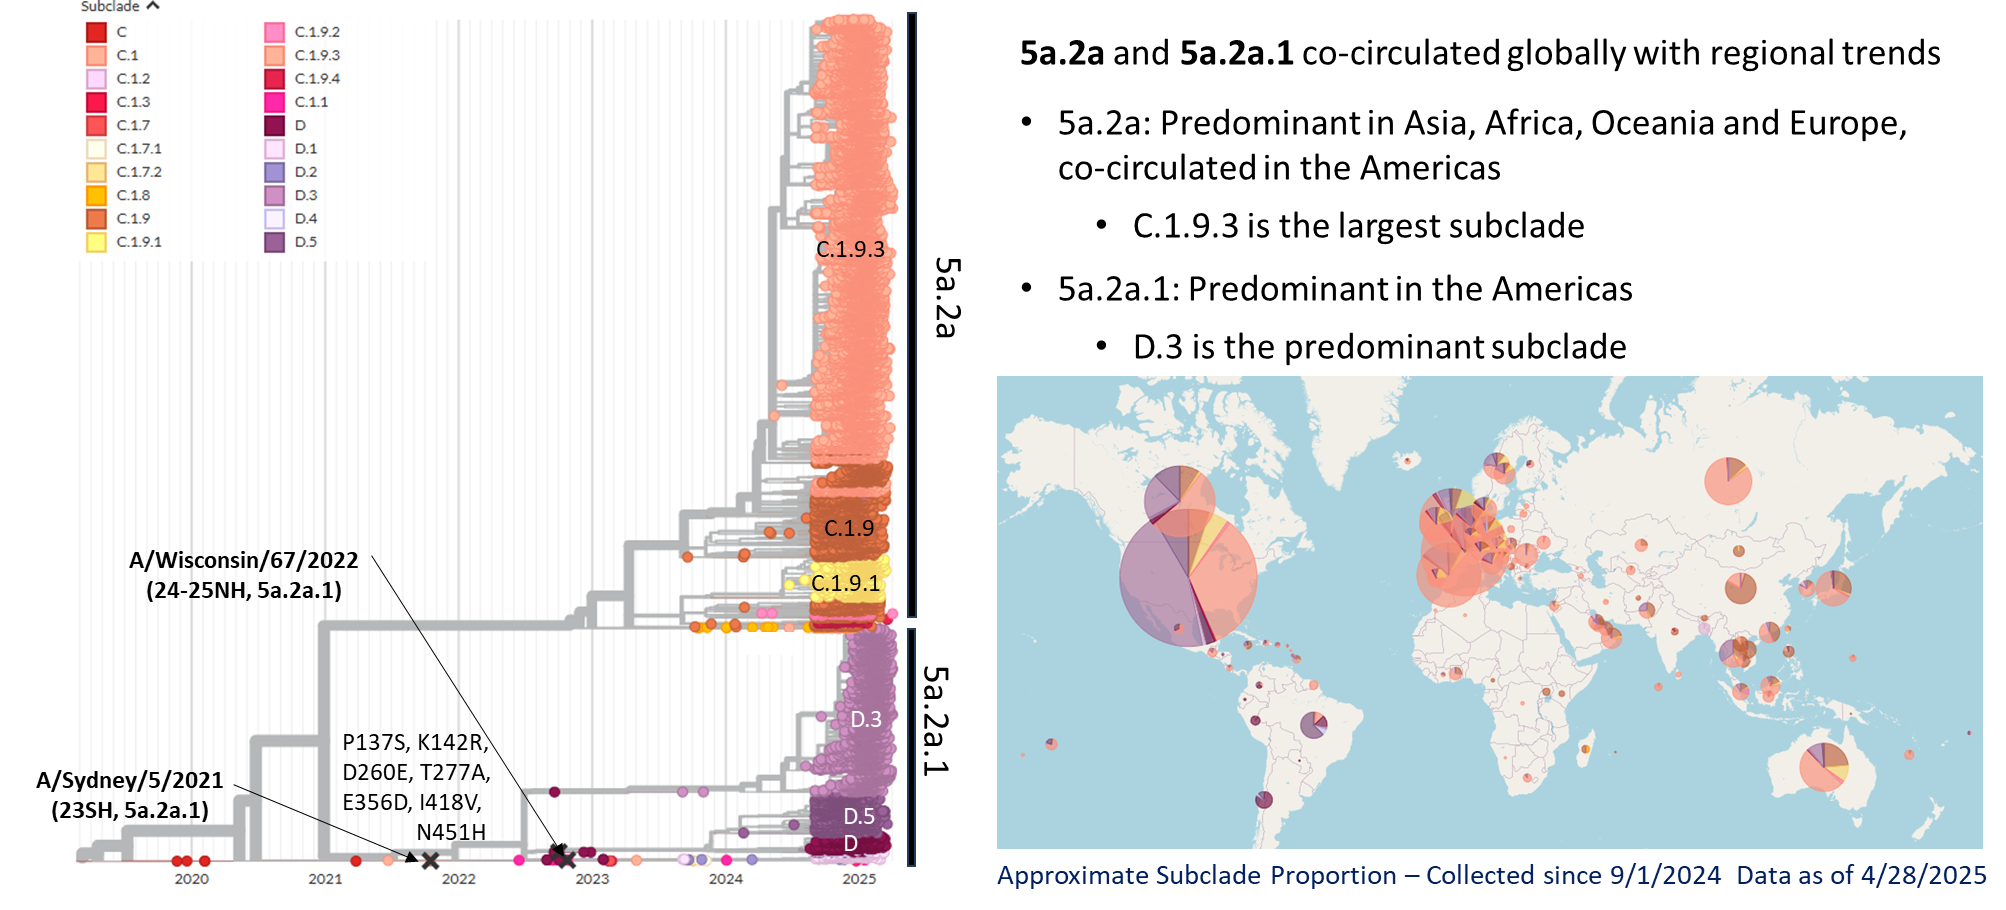 Subclade
C
C.1
C.1.2
C.1.3
C.1.7
C.1.7.1
C.1.7.2
C.1.8
C.1.9
C.1.9.1
C.1.9.2
C.1.9.3
C.1.9.4
C.1.1
D
D.1
D.2
D.3
D.4
D.5
C.1.9.3
C.1.9
C.1.9.1
D.3
D.5
D
5a.2a
5a.2a.1
A/Wisconsin/67/2022
(24-25NH, 5a.2a.1)
A/Sydney/5/2021
(23SH, 5a.2a.1)
P137S, K142R,
D260E, T277A,
E356D, I418V,
N451H
2020
2021
2022
2023
2024
2025
5a.2a and 5a.2a.1 co-circulated globally with regional trends
• 5a.2a: Predominant in Asia, Africa, Oceania and Europe,
co-circulated in the Americas
• C.1.9.3 is the largest subclade
• 5a.2a.1: Predominant in the Americas
• D.3 is the predominant subclade
Approximate Subclade Proportion – Collected since 9/1/2024 Data as of 4/28/2025